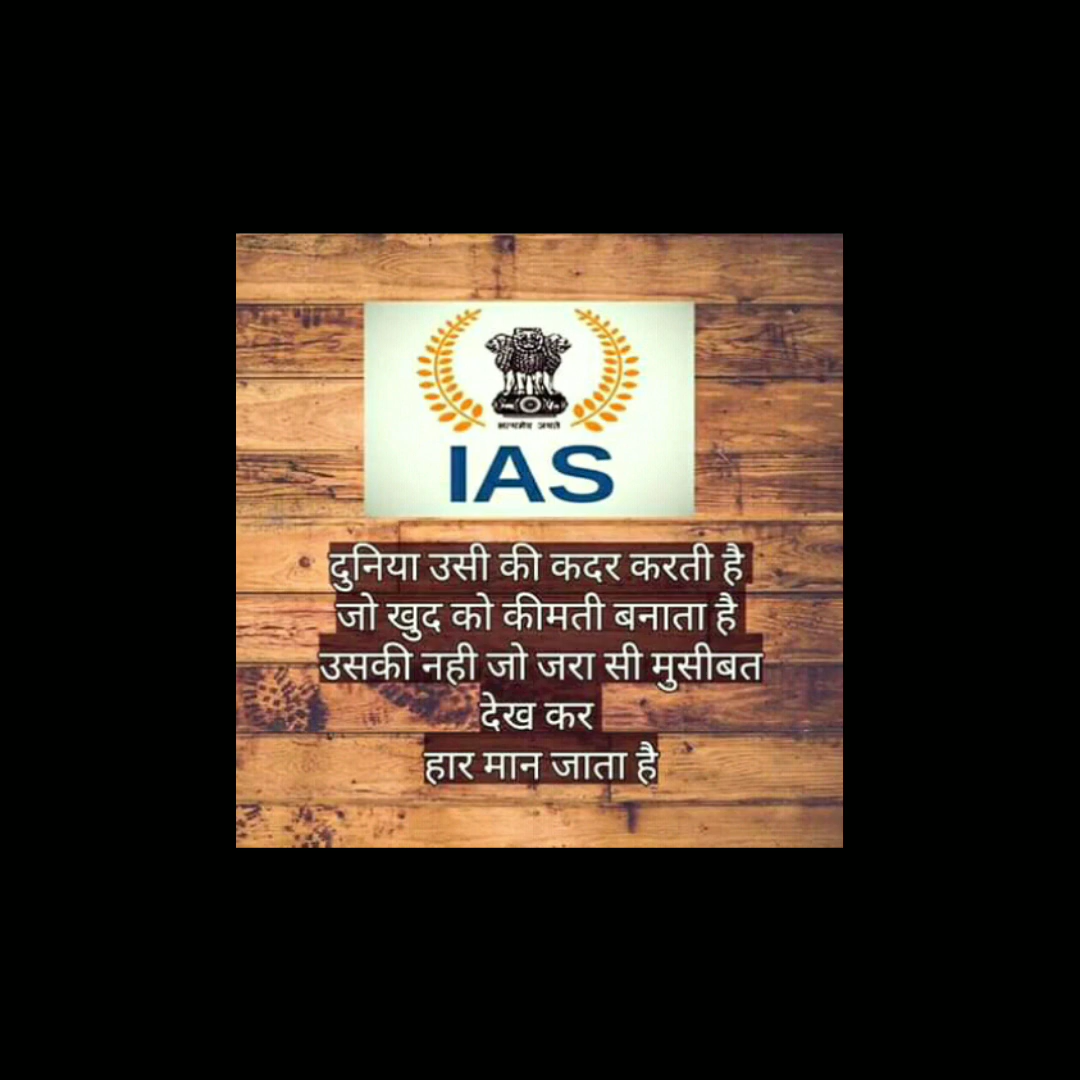 सत्यमेव जयते
IAS
दुनिया उसी की कदर करती है
जो खुद को कीमती बनाता है
उसकी नही जो जरा सी मुसीबत
देख कर
हार मान जाता है